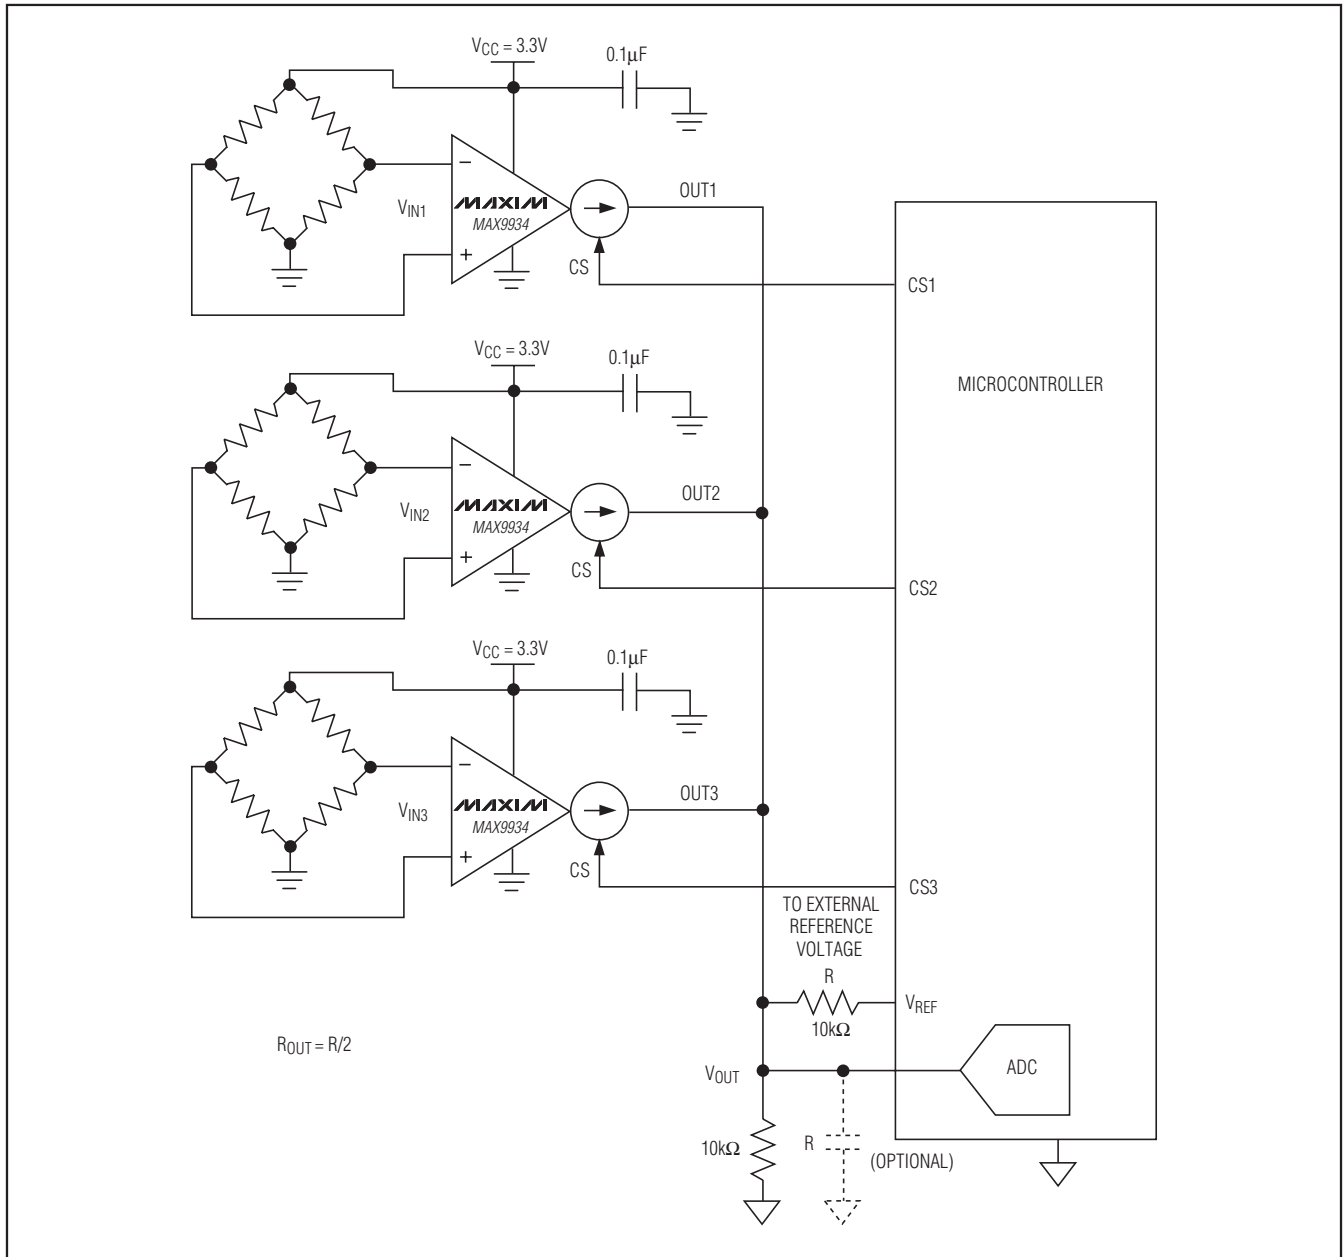 VCC = 3.3V
0.1μF
−
VIN1
MAXIM
MAX9934
+
CS
OUT1
CS1
MICROCONTROLLER
VCC = 3.3V
0.1μF
−
VIN2
MAXIM
MAX9934
+
CS
OUT2
CS2
VCC = 3.3V
0.1μF
−
VIN3
MAXIM
MAX9934
+
CS
OUT3
CS3
TO EXTERNAL
REFERENCE
VOLTAGE
R
10kΩ
VREF
ROUT = R/2
VOUT
ADC
10kΩ
R
(OPTIONAL)